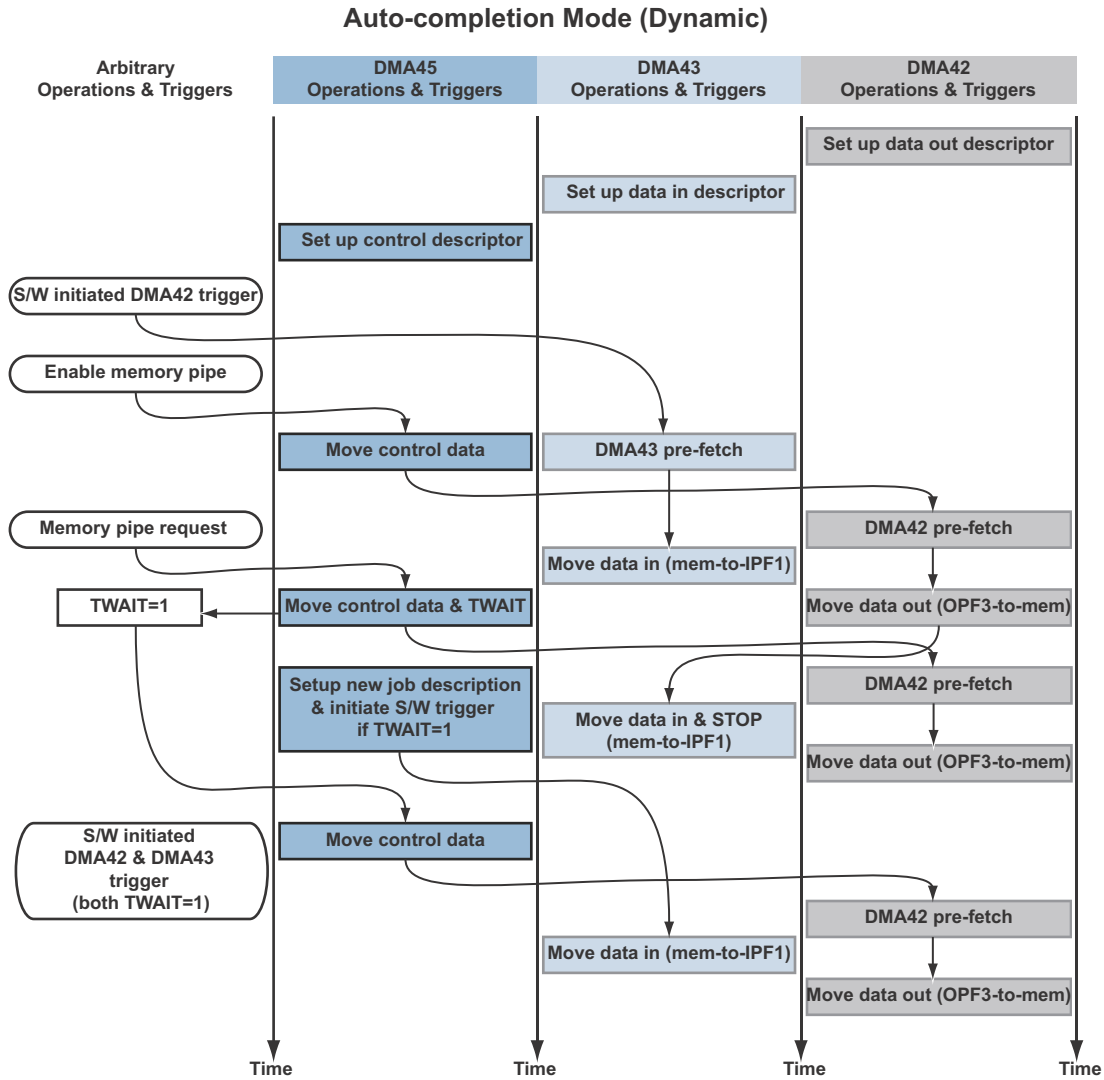 Auto-completion Mode (Dynamic)
Arbitrary
Operations & Triggers
DMA45
Operations & Triggers
DMA43
Operations & Triggers
DMA42
Operations & Triggers
Set up data out descriptor
Set up data in descriptor
Set up control descriptor
S/W initiated DMA42 trigger
Enable memory pipe
Move control data
DMA43 pre-fetch
Memory pipe request
DMA42 pre-fetch
Move data in (mem-to-IPF1)
TWAIT=1
Move control data & TWAIT
Move data out (OPF3-to-mem)
Setup new job description
& initiate S/W trigger
if TWAIT=1
DMA42 pre-fetch
Move data in & STOP
(mem-to-IPF1)
Move data out (OPF3-to-mem)
S/W initiated
DMA42 & DMA43
trigger
(both TWAIT=1)
Move control data
DMA42 pre-fetch
Move data in (mem-to-IPF1)
Move data out (OPF3-to-mem)
Time
Time
Time
Time